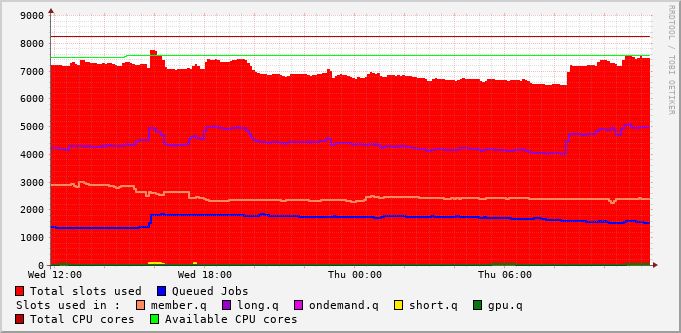 9000
8000
7000
6000
5000
4000
3000
2000
1000
0
Wed 12:00 Wed 18:00 Thu 00:00 Thu 06:00
Total slots used Queued Jobs
Slots used in : member.q long.q ondemand.q short.q gpu.q
Total CPU cores Available CPU cores
RRDTOOL / TOBI OETIKER